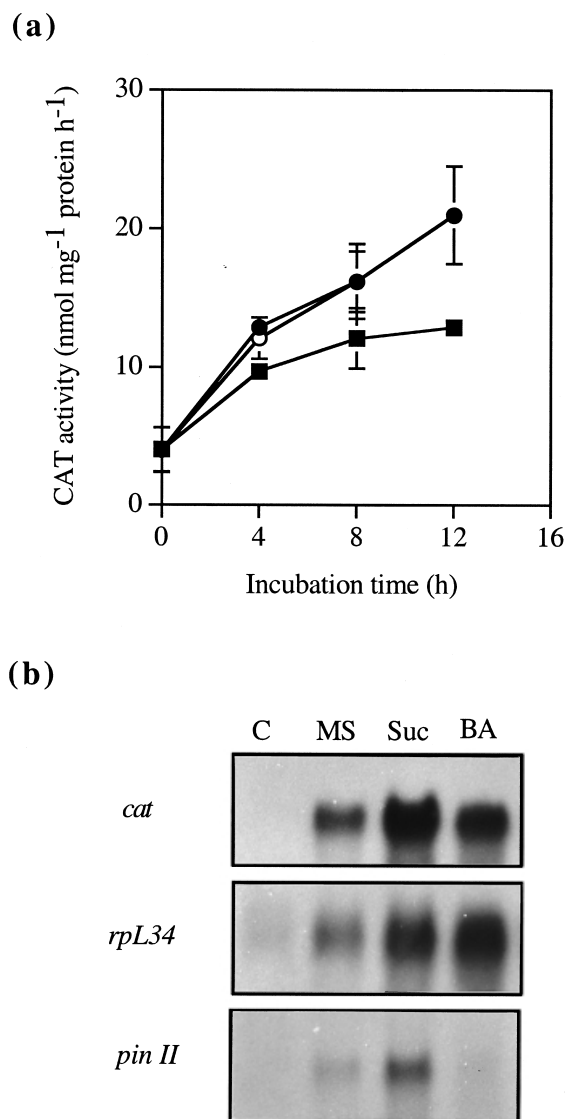 (a)
30
20
10
0
CAT activity (nmol mg-1 protein h-1)
0 4 8 12 16
Incubation time (h)
(b)
C MS Suc BA
cat
rpL34
pin II